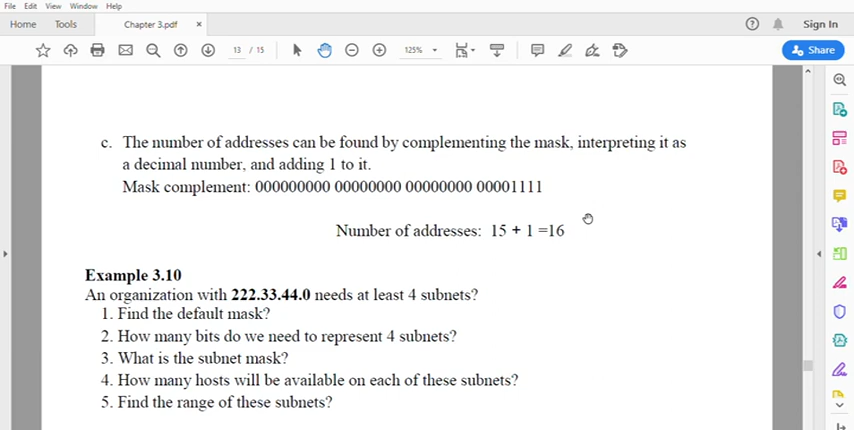 File Edit View Window Help
Home Tools Chapter 3.pdf × Sign In
13 / 15 125% Share
c. The number of addresses can be found by complementing the mask, interpreting it as
a decimal number, and adding 1 to it.
Mask complement: 000000000 00000000 00000000 00001111
Number of addresses: 15 + 1 =16
Example 3.10
An organization with 222.33.44.0 needs at least 4 subnets?
1. Find the default mask?
2. How many bits do we need to represent 4 subnets?
3. What is the subnet mask?
4. How many hosts will be available on each of these subnets?
5. Find the range of these subnets?